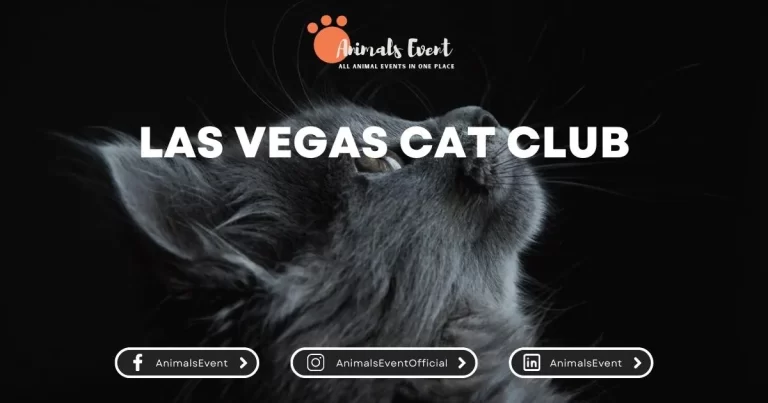 Animals Event
ALL ANIMAL EVENTS IN ONE PLACE
LAS VEGAS CAT CLUB
AnimalsEvent
AnimalsEventOfficial
AnimalsEvent